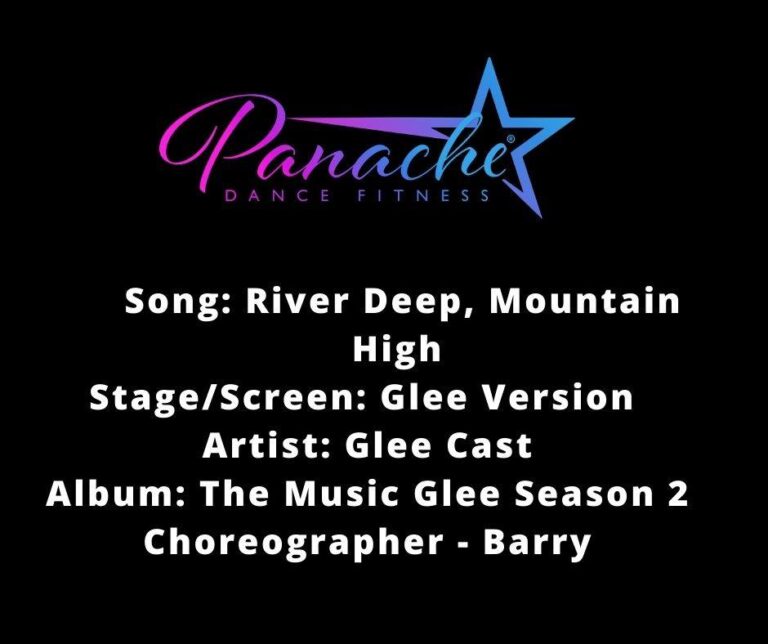 Panache®
DANCE FITNESS
Song: River Deep, Mountain
High
Stage/Screen: Glee Version
Artist: Glee Cast
Album: The Music Glee Season 2
Choreographer - Barry